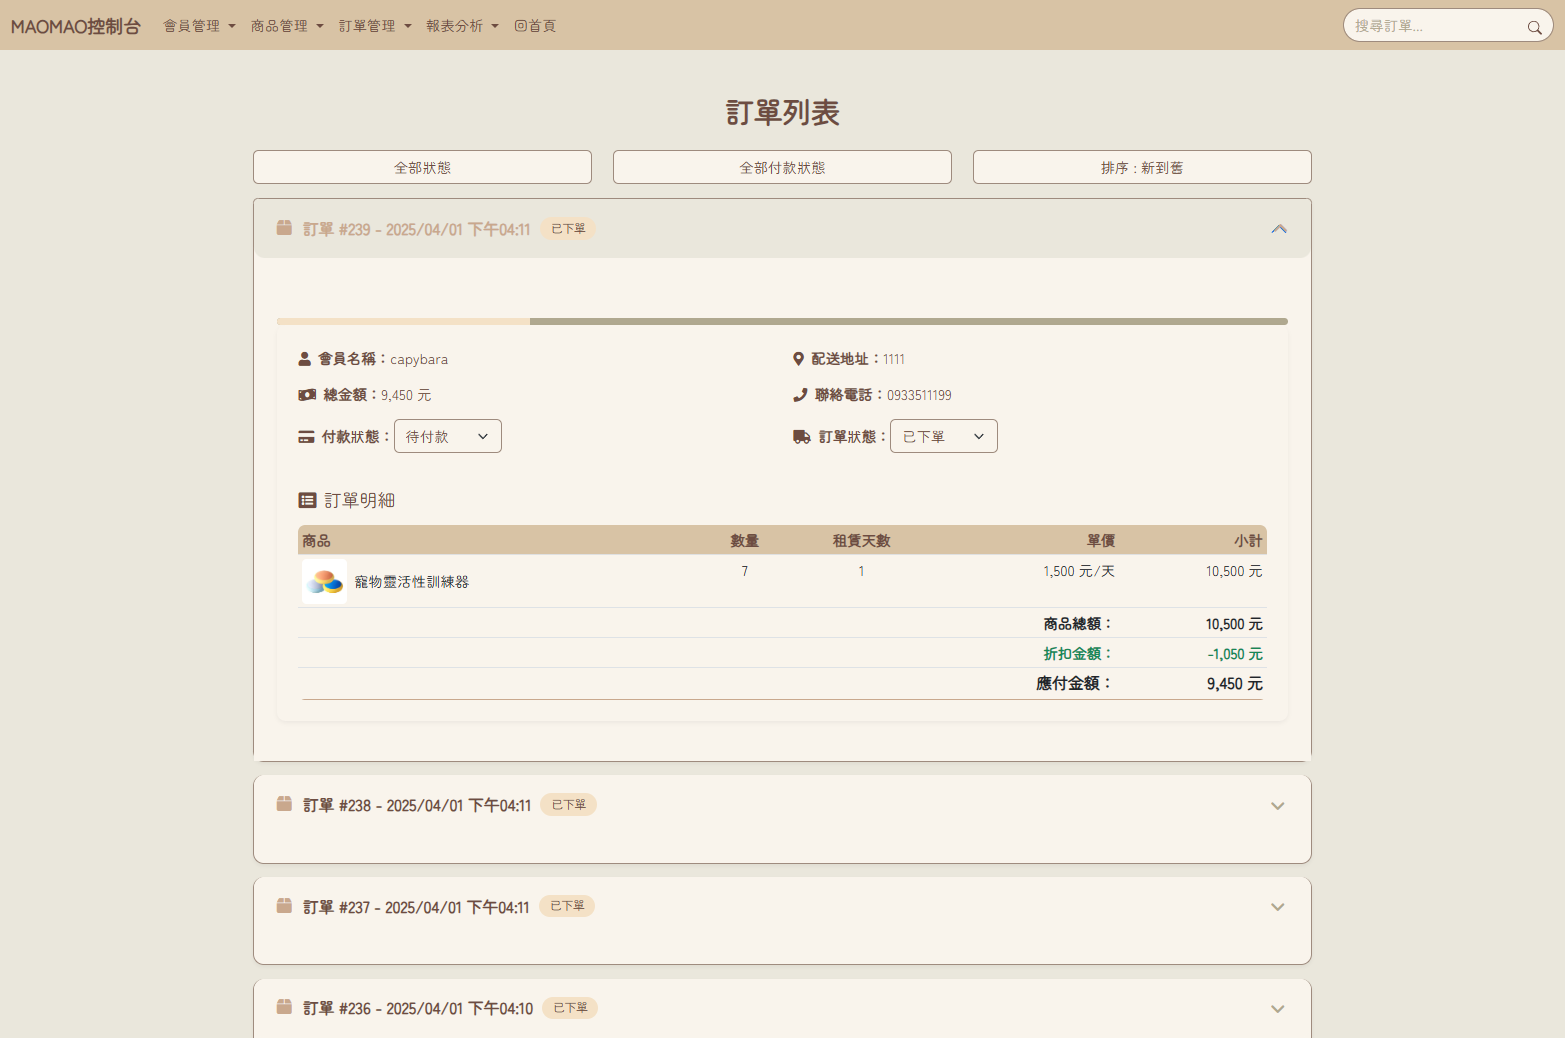 MAOMAO控制台 會員管理 商品管理 訂單管理 報表分析 首頁 搜尋訂單...
訂單列表
全部狀態 全部付款狀態 排序：新到舊
訂單 #239 - 2025/04/01 下午04:11 已下單
會員名稱：capybara 配送地址：1111
總金額：9,450 元 聯絡電話：0933511199
付款狀態：待付款 訂單狀態：已下單
訂單明細
商品 數量 租賃天數 單價 小計
寵物靈活性訓練器 7 1 1,500 元/天 10,500 元
商品總額： 10,500 元
折扣金額： -1,050 元
應付金額： 9,450 元
訂單 #238 - 2025/04/01 下午04:11 已下單
訂單 #237 - 2025/04/01 下午04:11 已下單
訂單 #236 - 2025/04/01 下午04:10 已下單